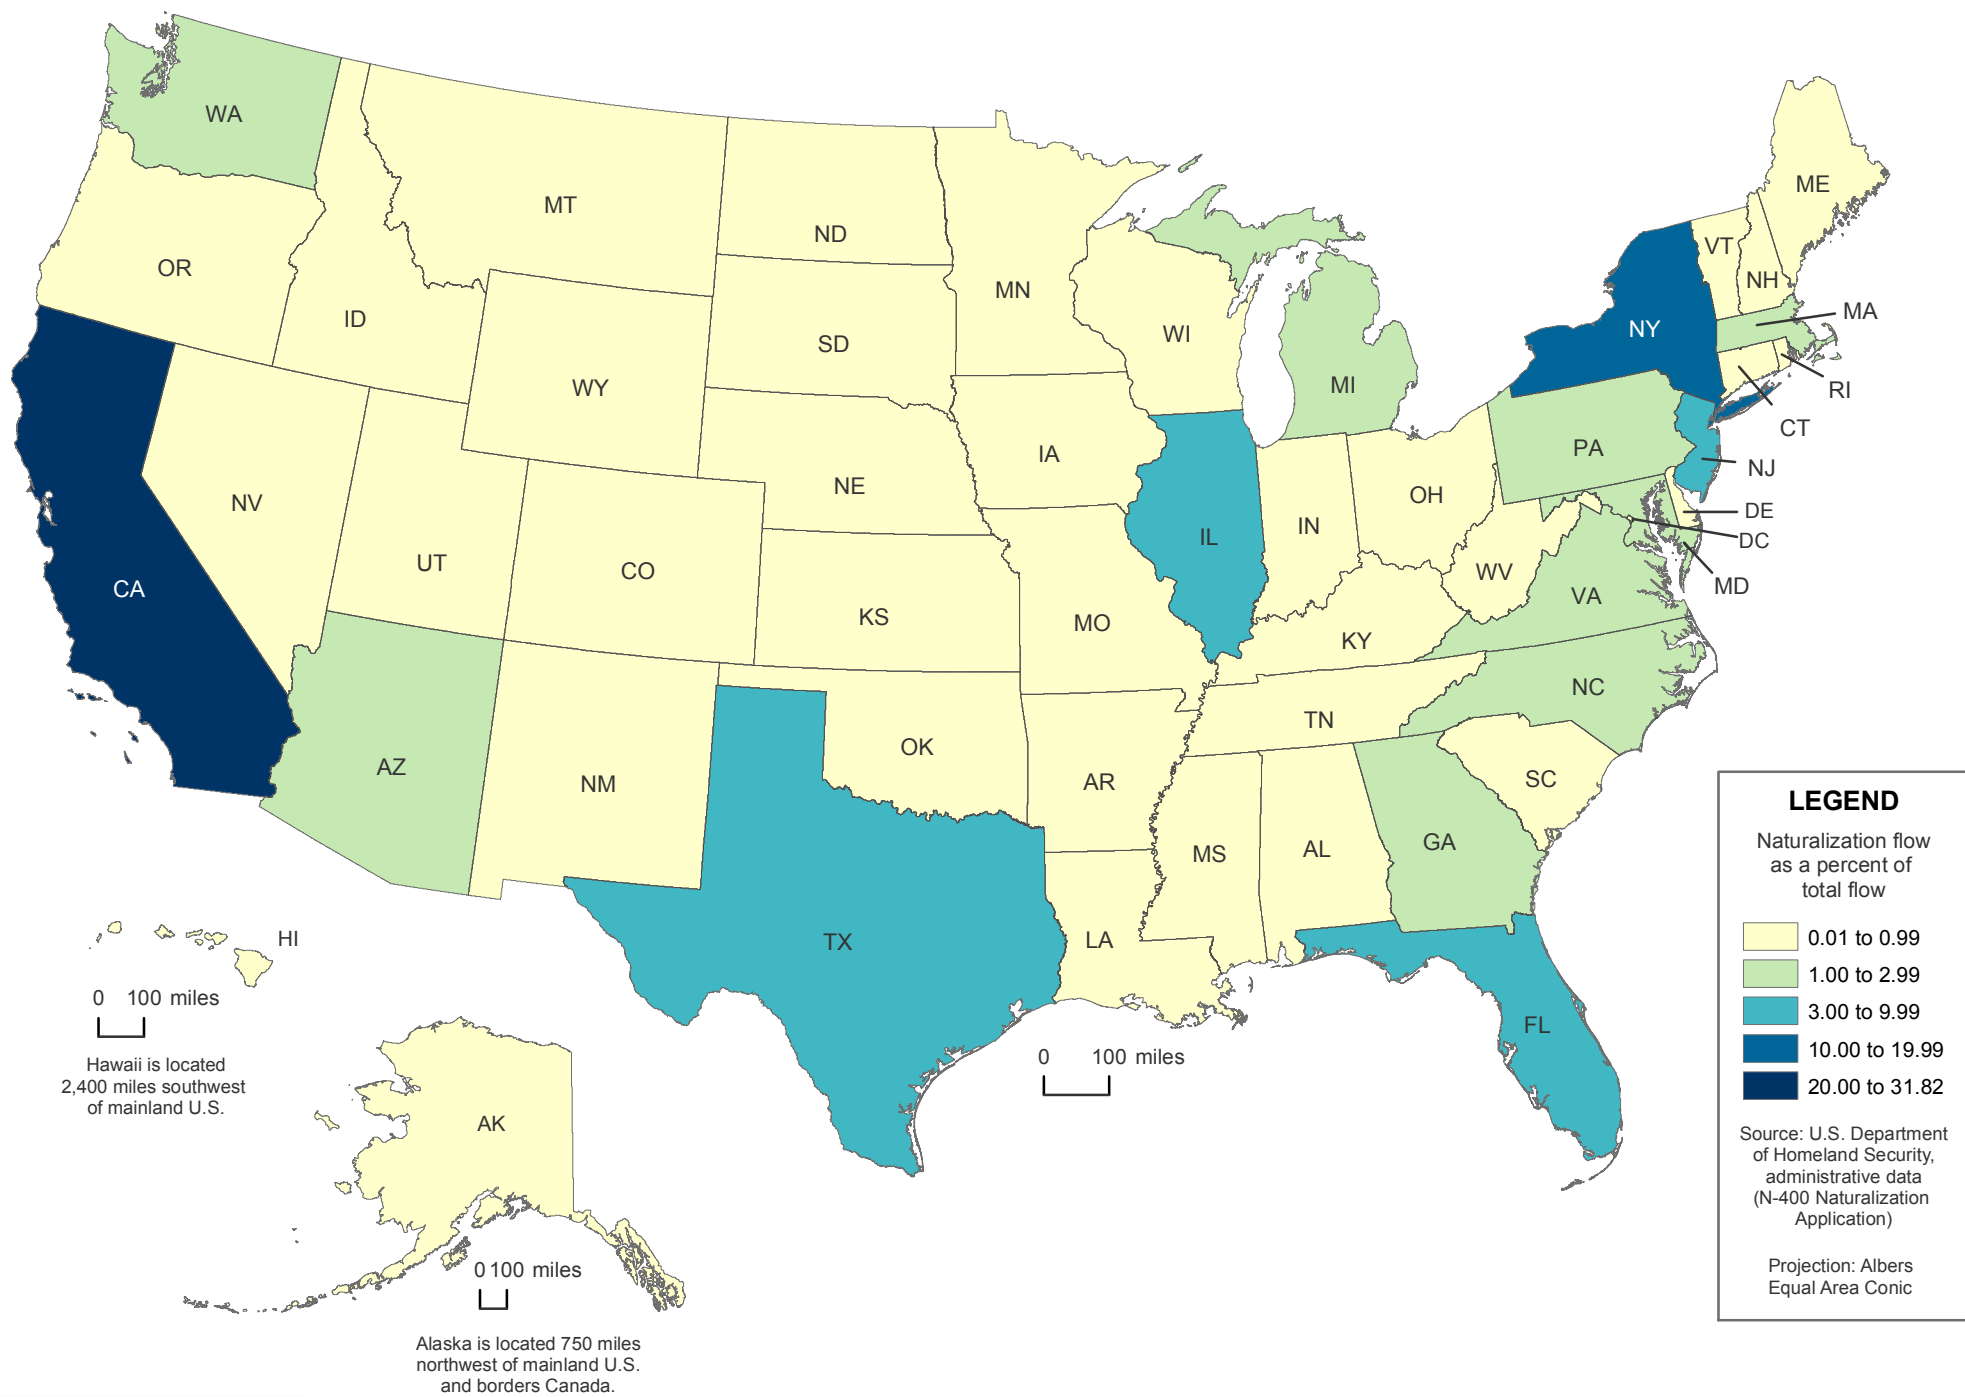 WA
OR
MT
ID
ND
MN
SD
WY
WI
MI
ME
VT
NH
NY
MA
RI
CT
NJ
PA
DE
DC
MD
NV
UT
CO
NE
IA
KS
MO
IL
IN
OH
WV
VA
KY
TN
NC
SC
CA
AZ
NM
OK
AR
MS
AL
GA
TX
LA
FL
HI
0 100 miles
Hawaii is located
2,400 miles southwest
of mainland U.S.
AK
0 100 miles
Alaska is located 750 miles
northwest of mainland U.S.
and borders Canada.
0 100 miles
LEGEND
Naturalization flow
as a percent of
total flow
0.01 to 0.99
1.00 to 2.99
3.00 to 9.99
10.00 to 19.99
20.00 to 31.82
Source: U.S. Department
of Homeland Security,
administrative data
(N-400 Naturalization
Application)
Projection: Albers
Equal Area Conic